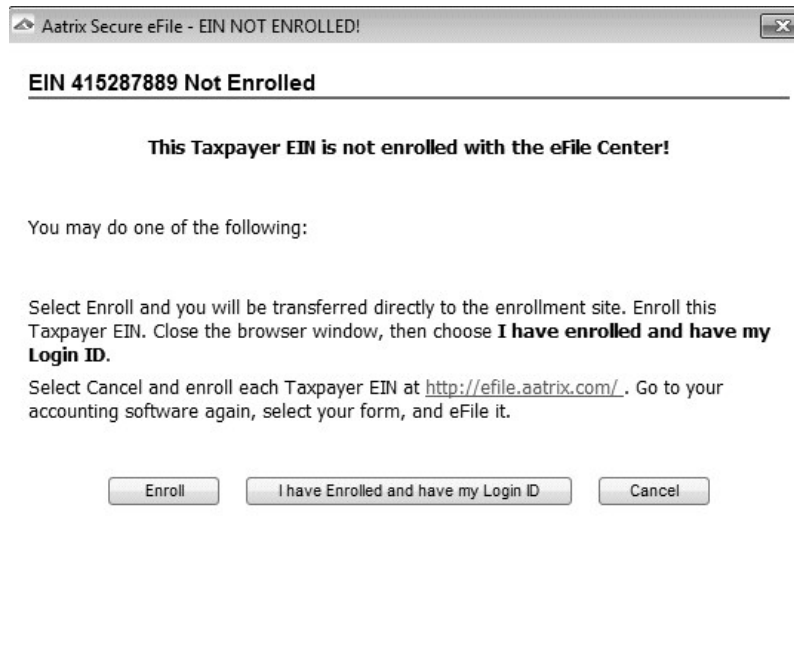 Aatrix Secure eFile - EIN NOT ENROLLED!
EIN 415287889 Not Enrolled
This Taxpayer EIN is not enrolled with the eFile Center!
You may do one of the following:
Select Enroll and you will be transferred directly to the enrollment site. Enroll this
Taxpayer EIN. Close the browser window, then choose I have enrolled and have my
Login ID.
Select Cancel and enroll each Taxpayer EIN at http://efile.aatrix.com/ . Go to your
accounting software again, select your form, and eFile it.
Enroll
I have Enrolled and have my Login ID
Cancel